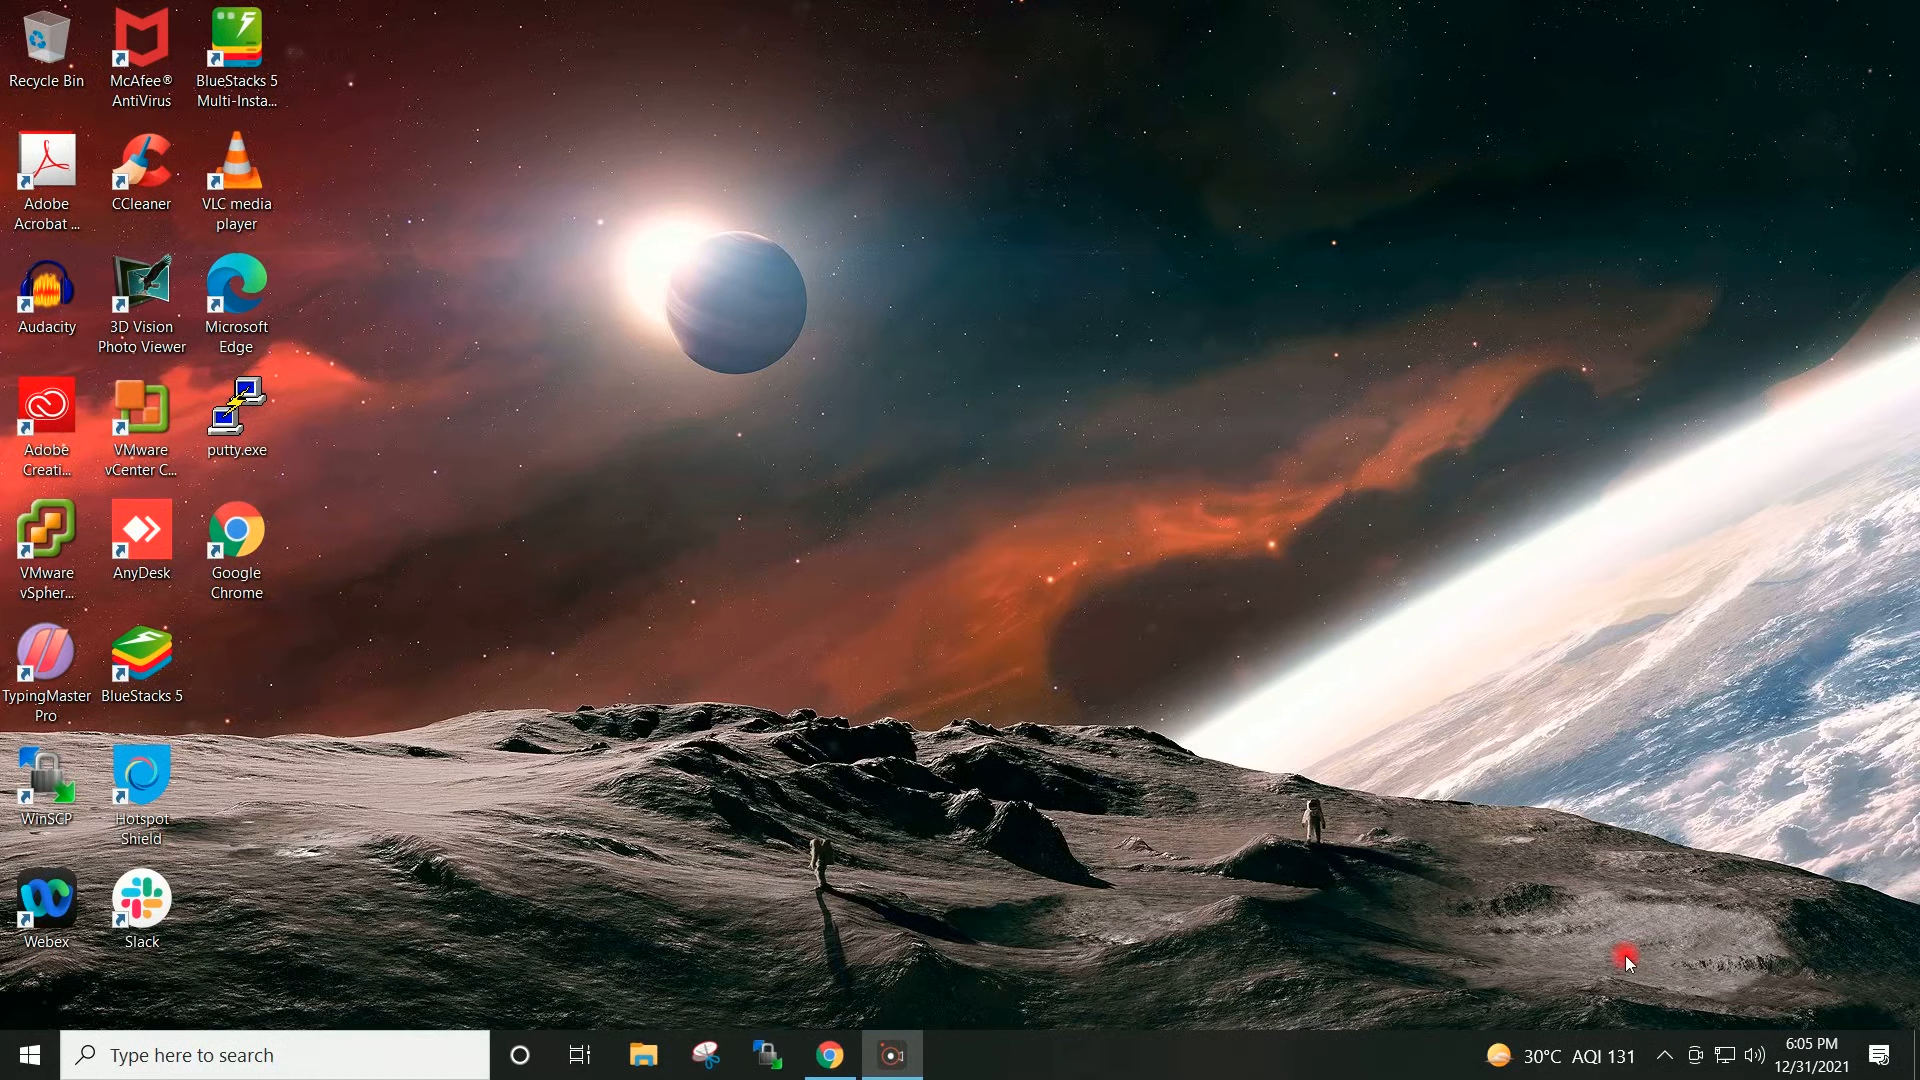 Recycle Bin
McAfee®
AntiVirus
BlueStacks 5
Multi-Insta...
Adobe
Acrobat ...
CCleaner
VLC media
player
Audacity
3D Vision
Photo Viewer
Microsoft
Edge
Adobe
Creati...
VMware
vCenter C...
putty.exe
VMware
vSpher...
AnyDesk
Google
Chrome
TypingMaster
Pro
BlueStacks 5
WinSCP
Hotspot
Shield
Webex
Slack
Type here to search
30°C AQI 131
6:05 PM
12/31/2021